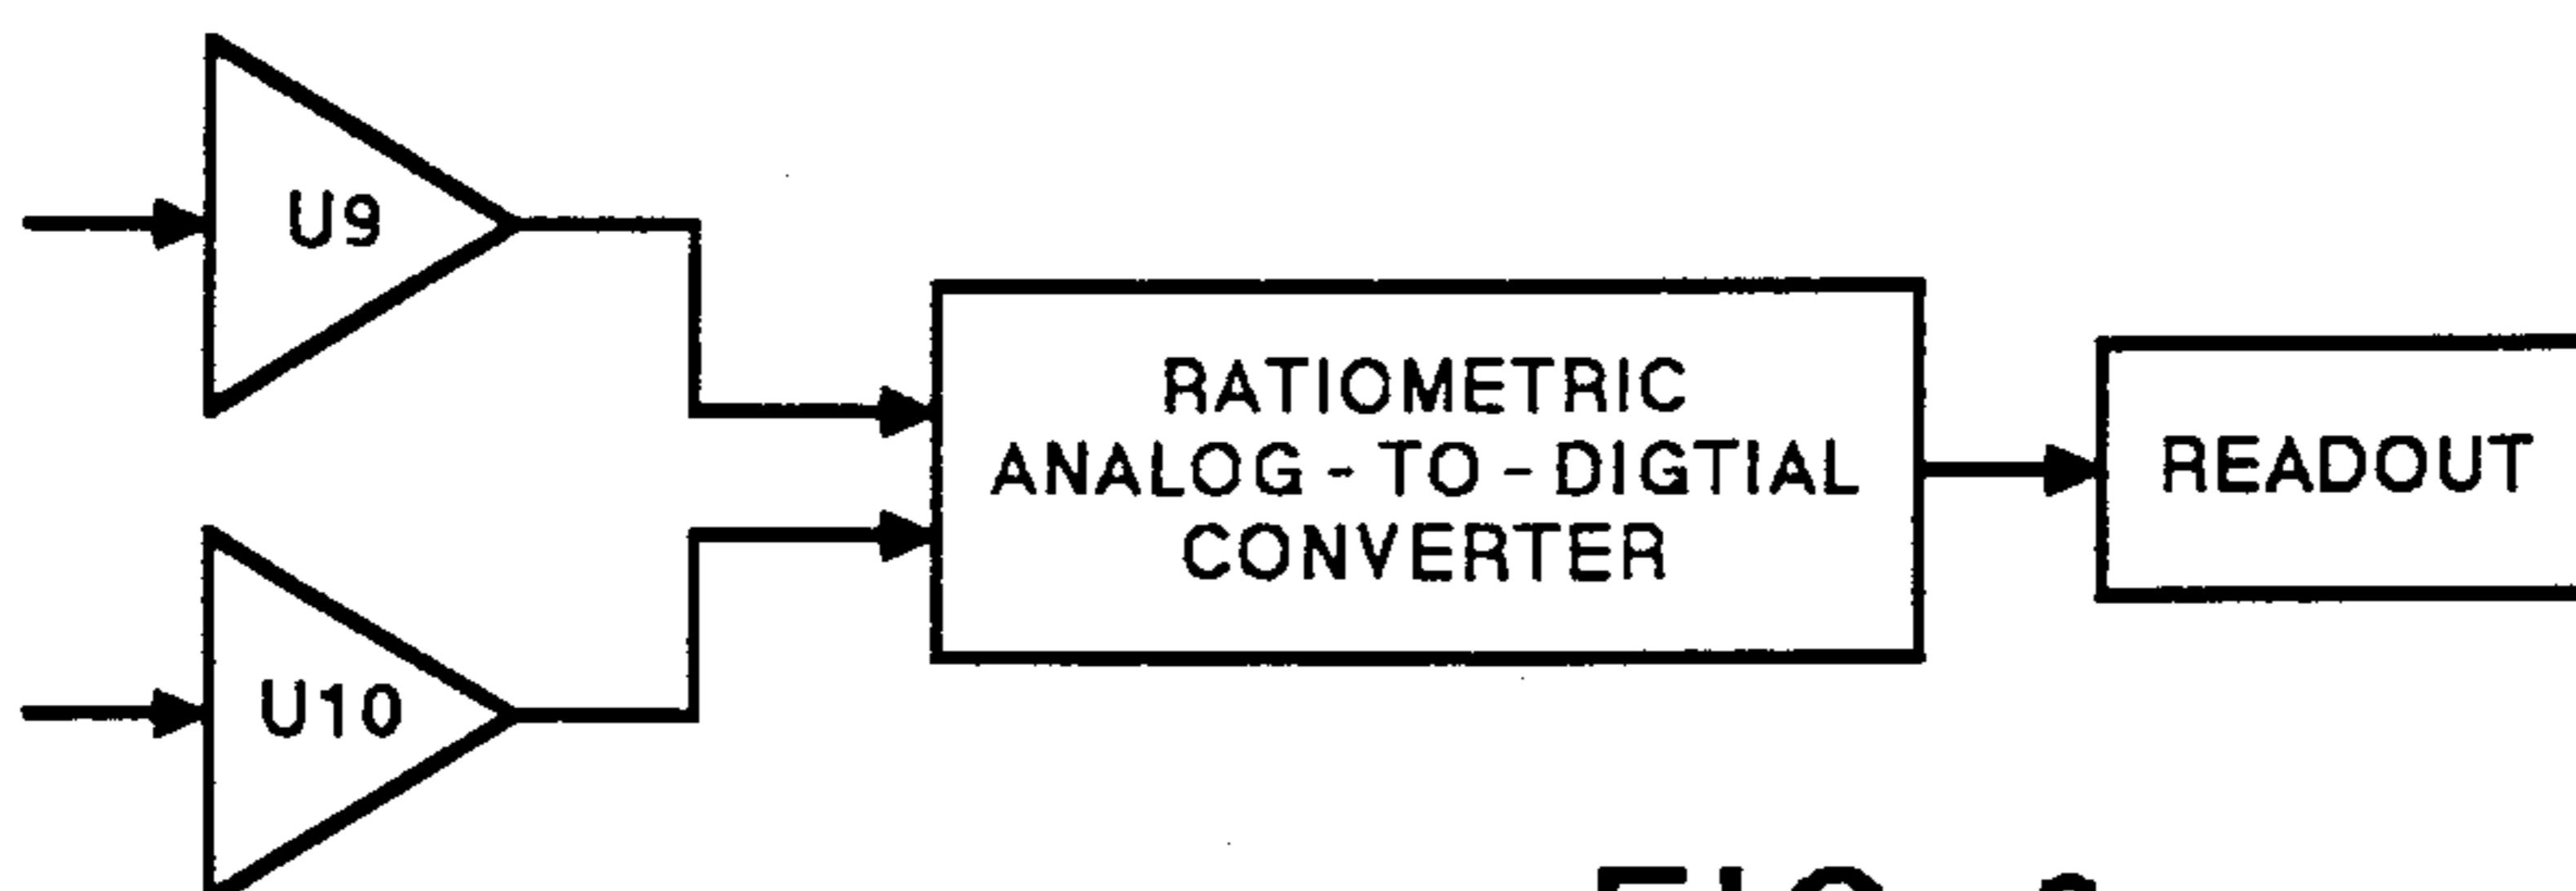 U9
RATIOMETRIC
ANALOG - TO - DIGTIAL
CONVERTER
READOUT
U10